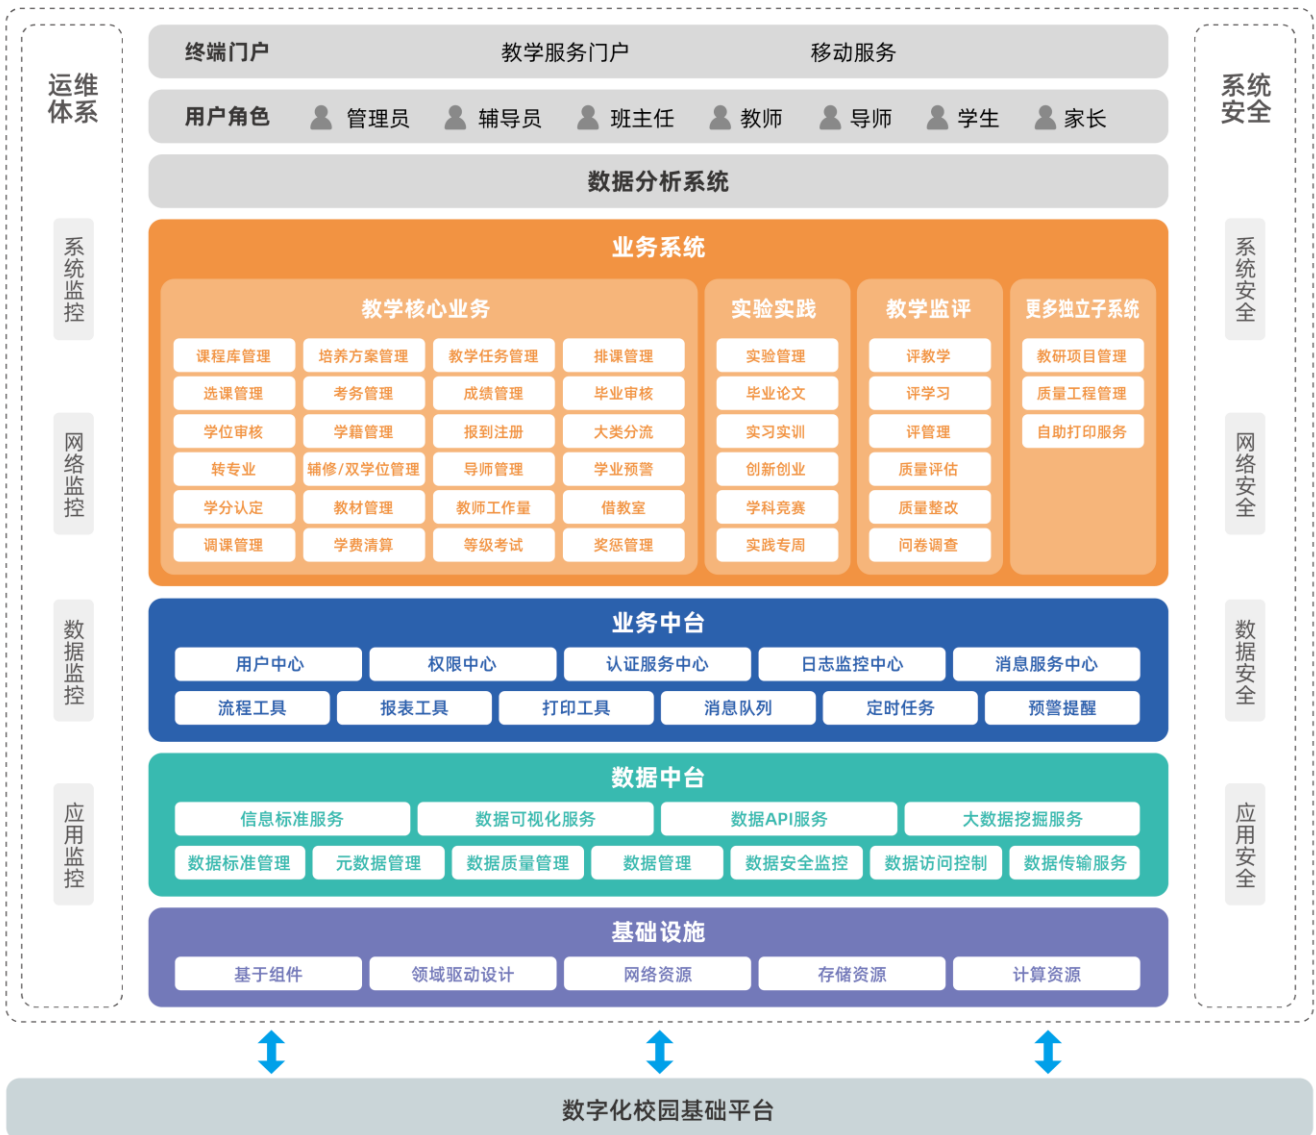 运维
体系
系统监控
网络监控
数据监控
应用监控
终端门户 教学服务门户 移动服务
用户角色 管理员 辅导员 班主任 教师 导师 学生 家长
数据分析系统
业务系统
教学核心业务
课程库管理 培养方案管理 教学任务管理 排课管理
选课管理 考务管理 成绩管理 毕业审核
学位审核 学籍管理 报到注册 大类分流
转专业 辅修/双学位管理 导师管理 学业预警
学分认定 教材管理 教师工作量 借教室
调课管理 学费清算 等级考试 奖惩管理
实验实践
实验管理
毕业论文
实习实训
创新创业
学科竞赛
实践专周
教学监评
评教学
评学习
评管理
质量评估
质量整改
问卷调查
更多独立子系统
教研项目管理
质量工程管理
自助打印服务
业务中台
用户中心 权限中心 认证服务中心 日志监控中心 消息服务中心
流程工具 报表工具 打印工具 消息队列 定时任务 预警提醒
数据中台
信息标准服务 数据可视化服务 数据API服务 大数据挖掘服务
数据标准管理 元数据管理 数据质量管理 数据管理 数据安全监控 数据访问控制 数据传输服务
基础设施
基于组件 领域驱动设计 网络资源 存储资源 计算资源
系统
安全
系统安全
网络安全
数据安全
应用安全
数字化校园基础平台